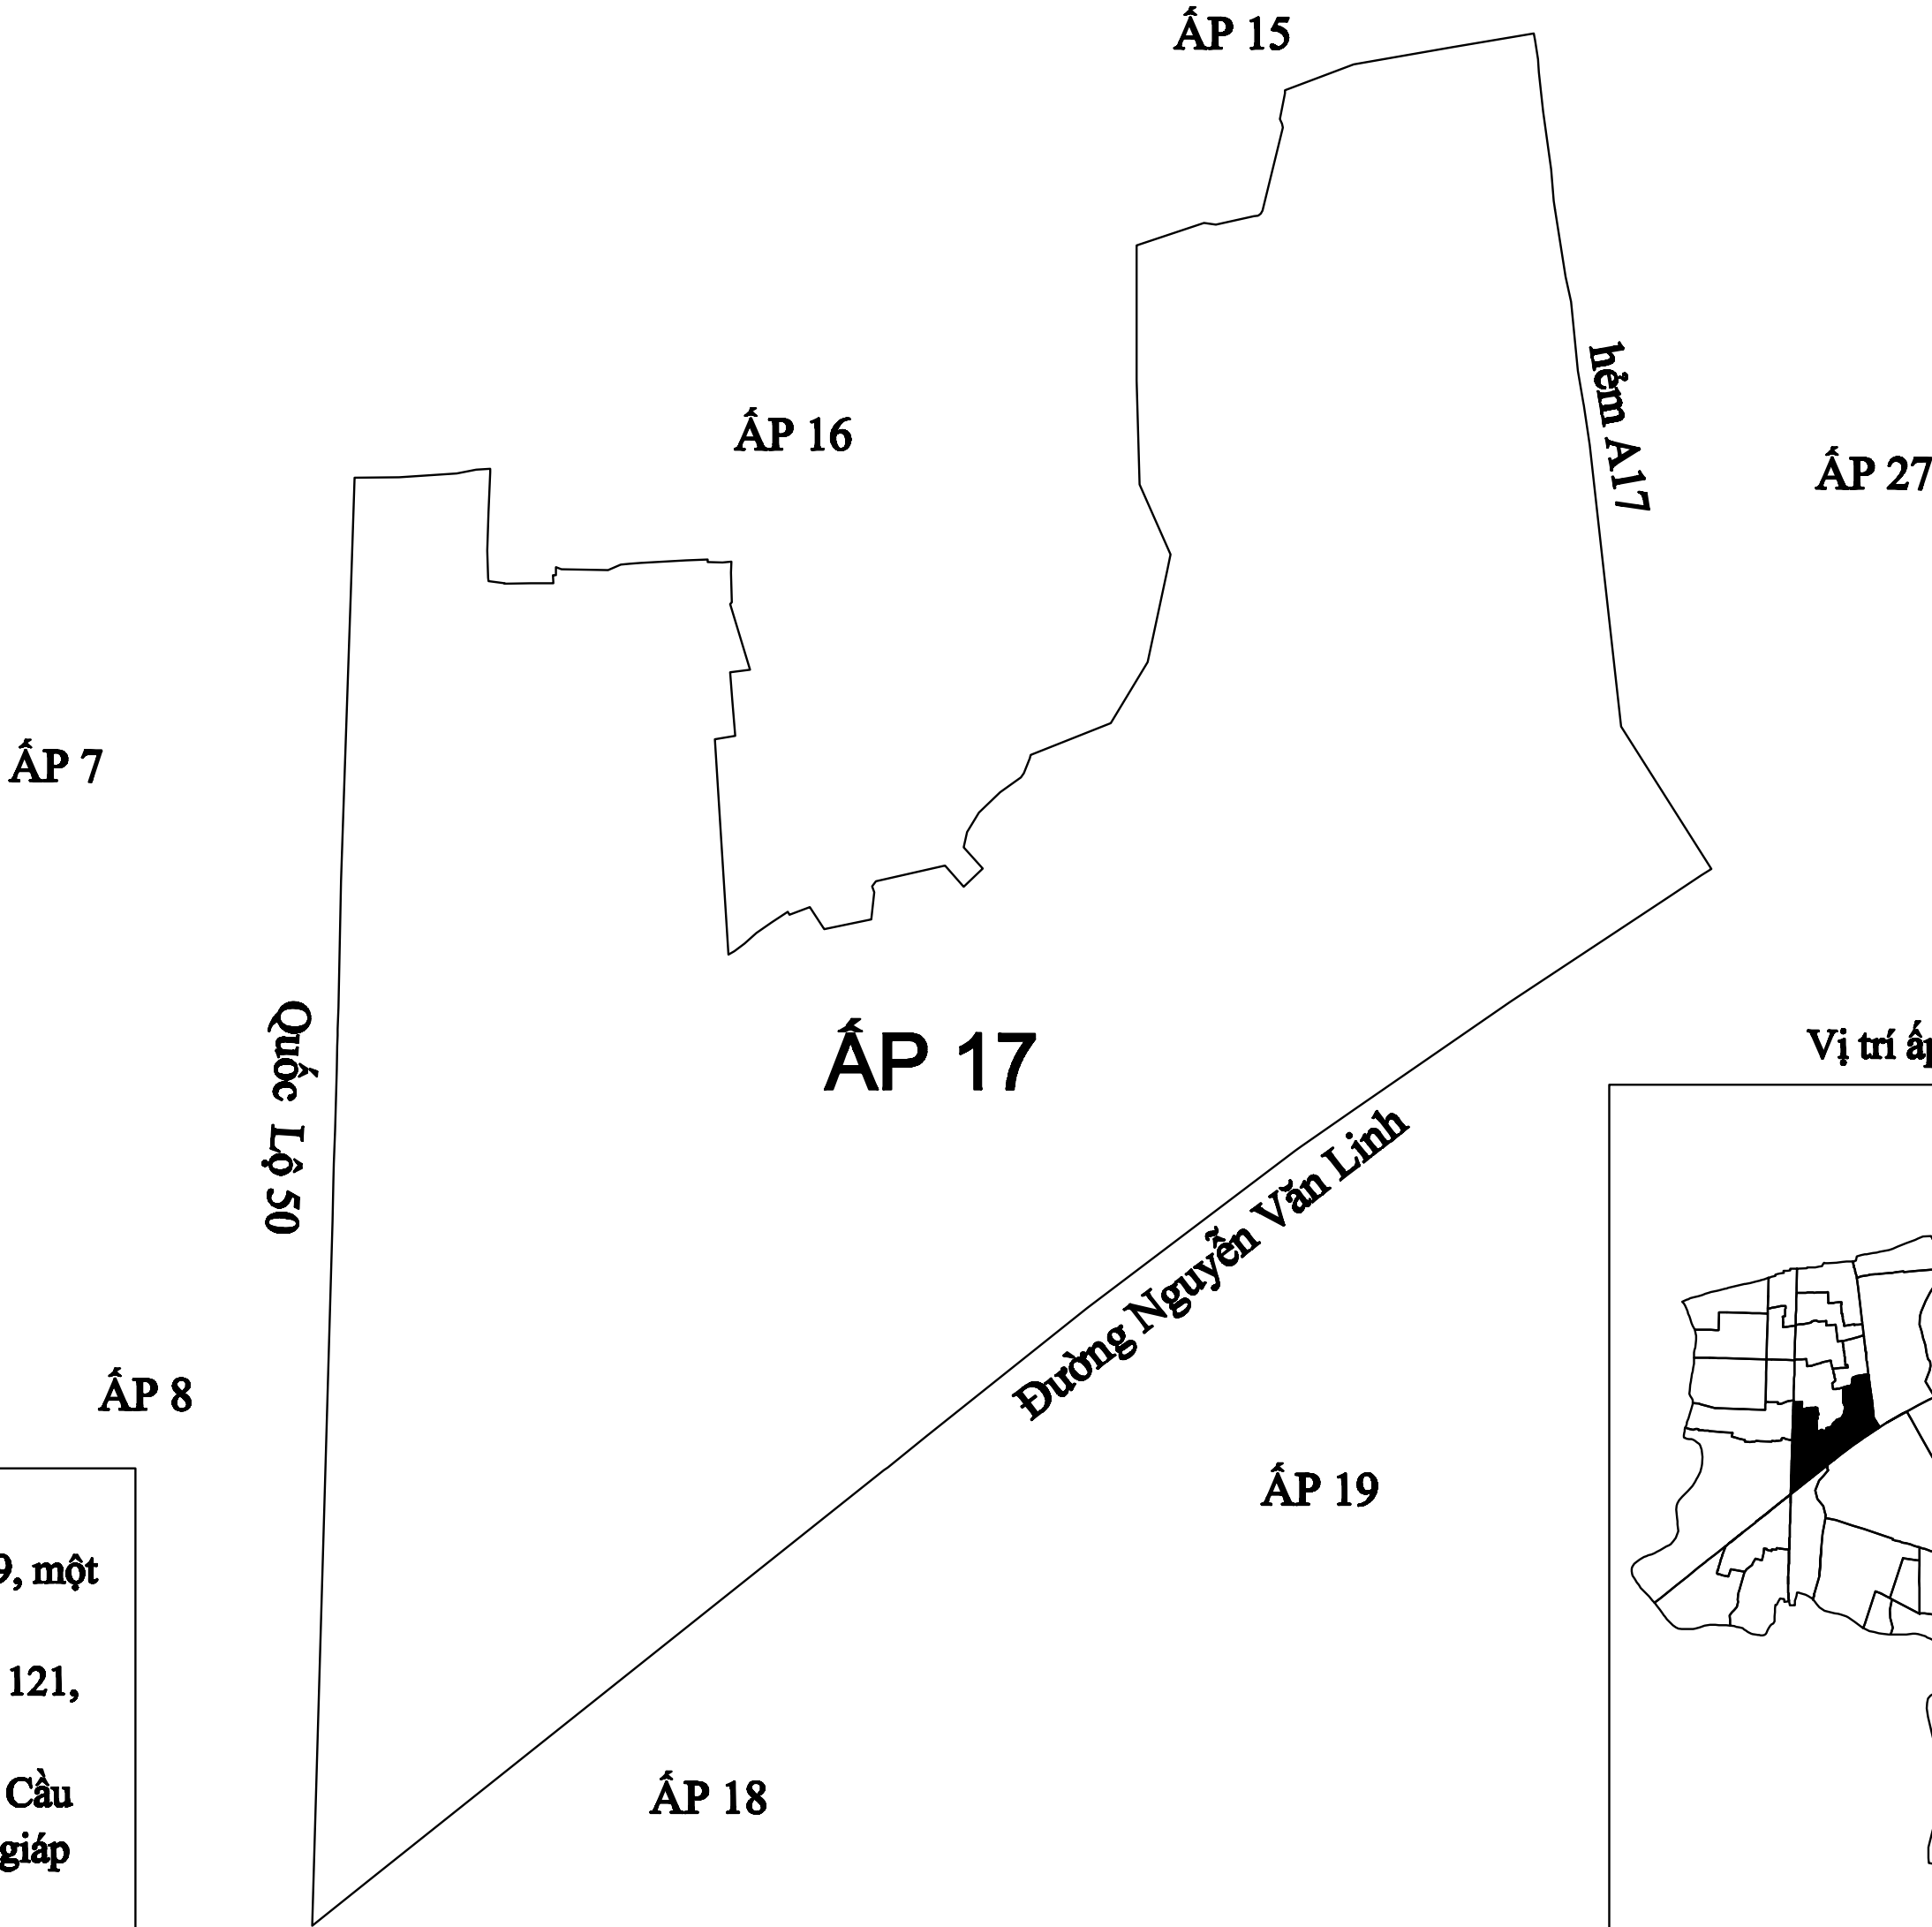 ẤP 15
hẻm A17
ẤP 16
ẤP 27
ẤP 7
Quốc Lộ 50
ẤP 17
Vị trí ấp
Đường Nguyễn Văn Linh
ẤP 8
ẤP 19
9, một
121,
ẤP 18
Cầu
giáp